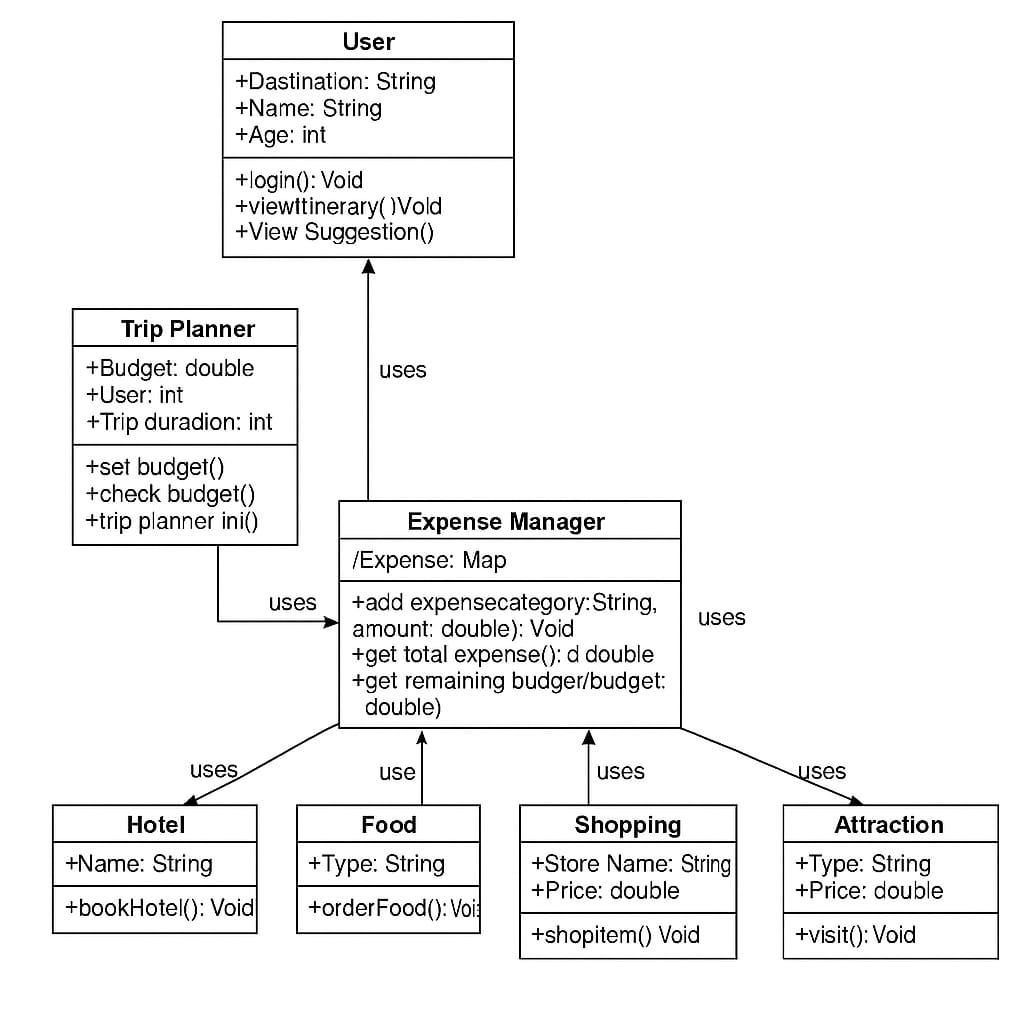 User
+Dastination: String
+Name: String
+Age: int
+login(): Void
+viewItinerary( )Vold
+View Suggestion()
uses
Trip Planner
+Budget: double
+User: int
+Trip duradion: int
+set budget()
+check budget()
+trip planner ini()
uses
Expense Manager
/Expense: Map
+add expensecategory:String,
amount: double): Void
+get total expense(): d double
+get remaining budger/budget:
double)
uses
uses
use
uses
uses
Hotel
+Name: String
+bookHotel(): Void
Food
+Type: String
+orderFood(): Voi
Shopping
+Store Name: String
+Price: double
+shopitem() Void
Attraction
+Type: String
+Price: double
+visit(): Void